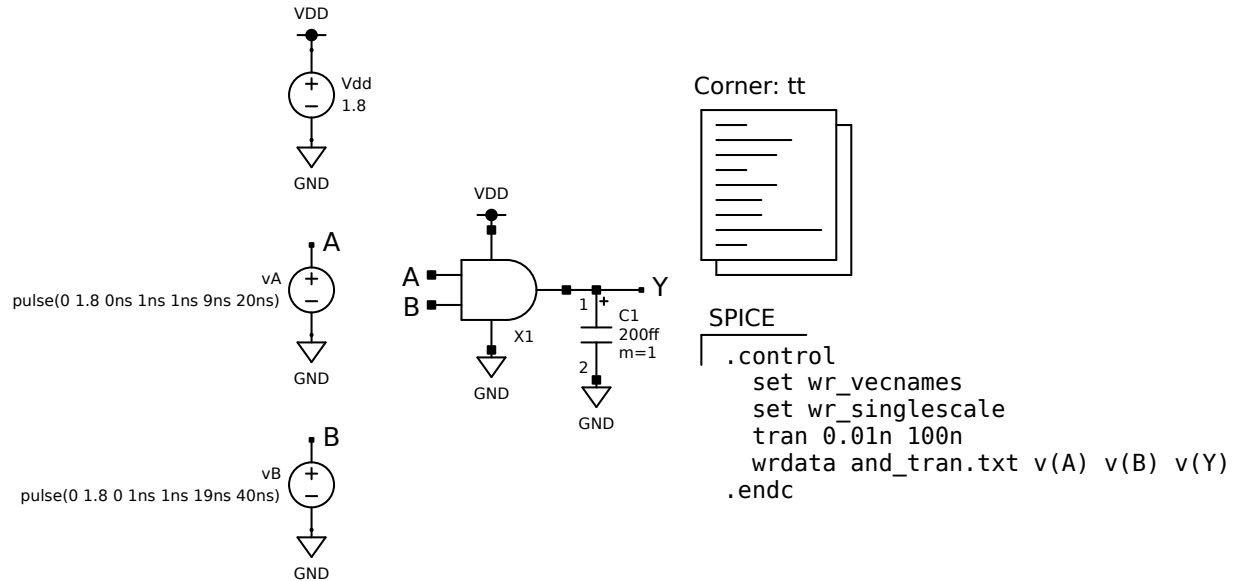 VDD
Vdd
1.8
GND
A
vA
pulse(0 1.8 0ns 1ns 1ns 9ns 20ns)
GND
B
vB
pulse(0 1.8 0 1ns 1ns 19ns 40ns)
GND
VDD
A
B
X1
GND
Y
1
+
C1
200ff
m=1
2
GND
Corner: tt
SPICE
.control
set wr_vecnames
set wr_singlescale
tran 0.01n 100n
wrdata and_tran.txt v(A) v(B) v(Y)
.endc